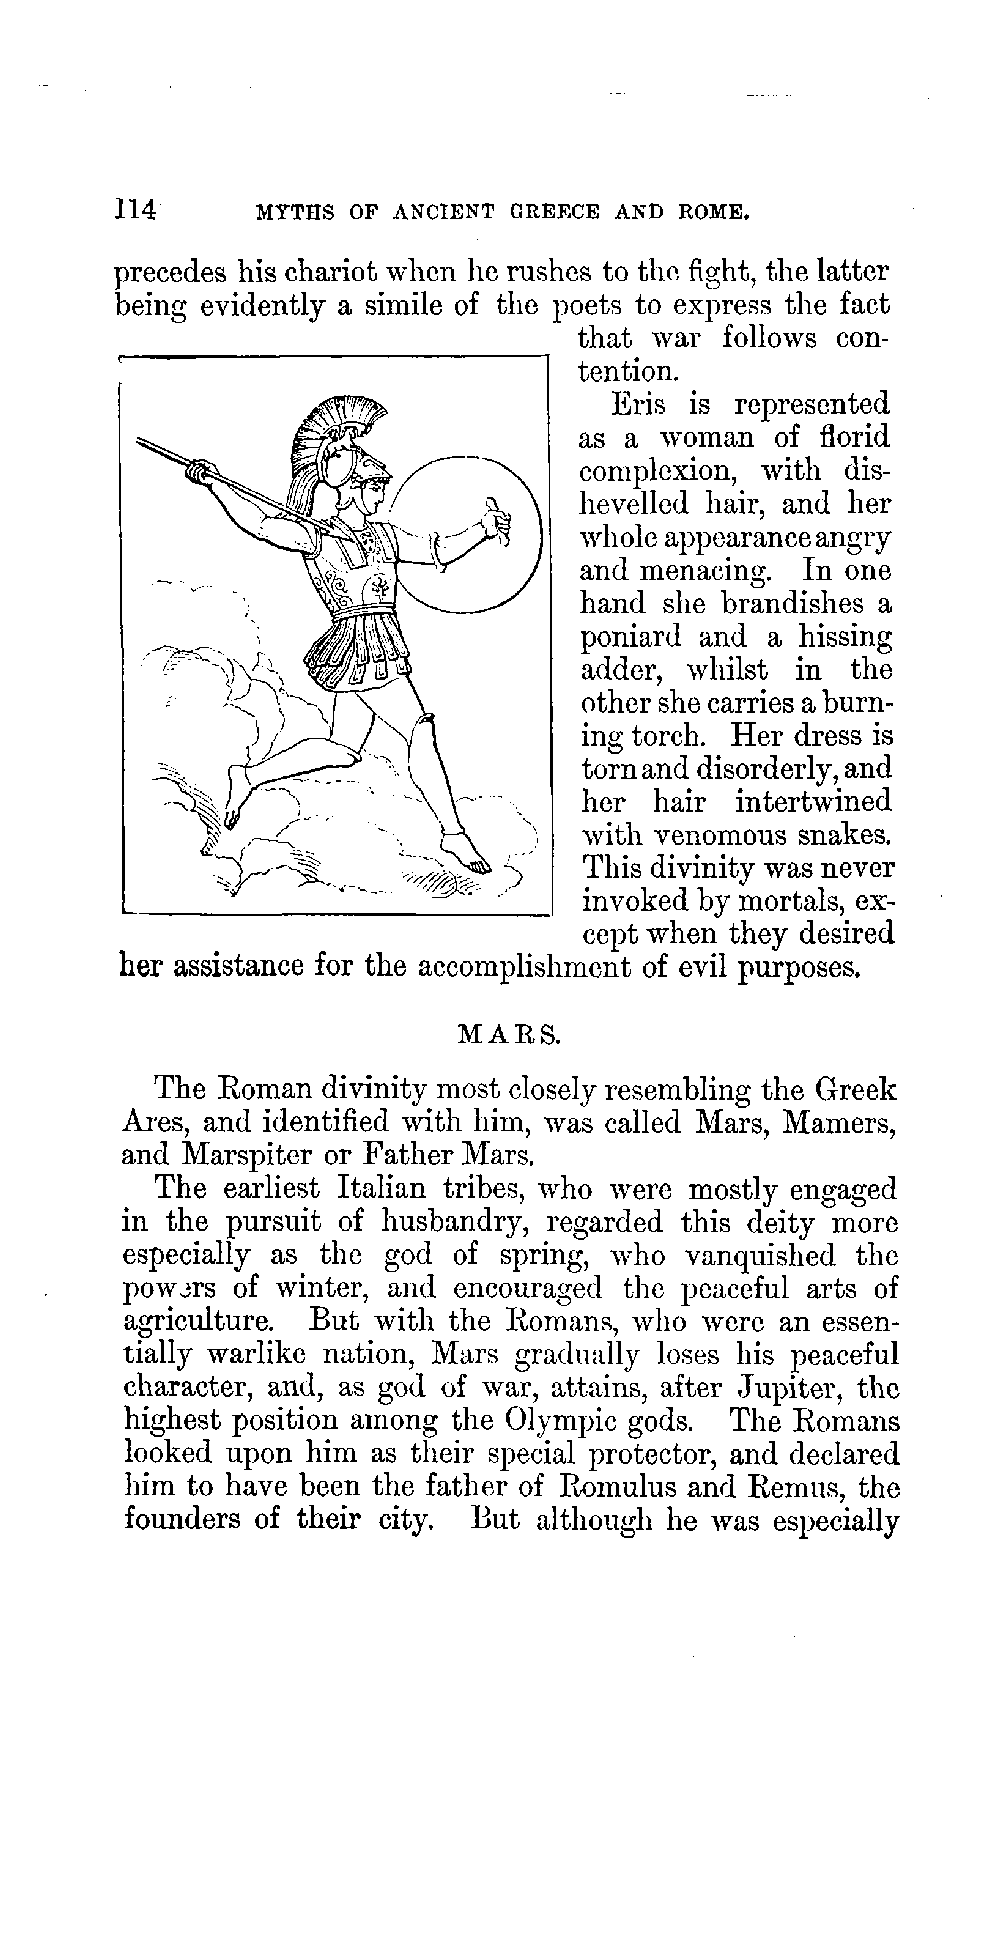 114 MYTHS OF ANCIENT GREECE AND ROME.
precedes his chariot when he rushes to the fight, the latter
being evidently a simile of the poets to express the fact
that war follows con-
tention.
Eris is represented
as a woman of florid
complexion, with dis-
hevelled hair, and her
whole appearance angry
and menacing. In one
hand she brandishes a
poniard and a hissing
adder, whilst in the
other she carries a burn-
ing torch. Her dress is
torn and disorderly, and
her hair intertwined
with venomous snakes.
This divinity was never
invoked by mortals, ex-
cept when they desired
her assistance for the accomplishment of evil purposes.
MARS.
The Roman divinity most closely resembling the Greek
Ares, and identified with him, was called Mars, Mamers,
and Marspiter or Father Mars.
The earliest Italian tribes, who were mostly engaged
in the pursuit of husbandry, regarded this deity more
especially as the god of spring, who vanquished the
powers of winter, and encouraged the peaceful arts of
agriculture. But with the Romans, who were an essen-
tially warlike nation, Mars gradually loses his peaceful
character, and, as god of war, attains, after Jupiter, the
highest position among the Olympic gods. The Romans
looked upon him as their special protector, and declared
him to have been the father of Romulus and Remus, the
founders of their city. But although he was especially